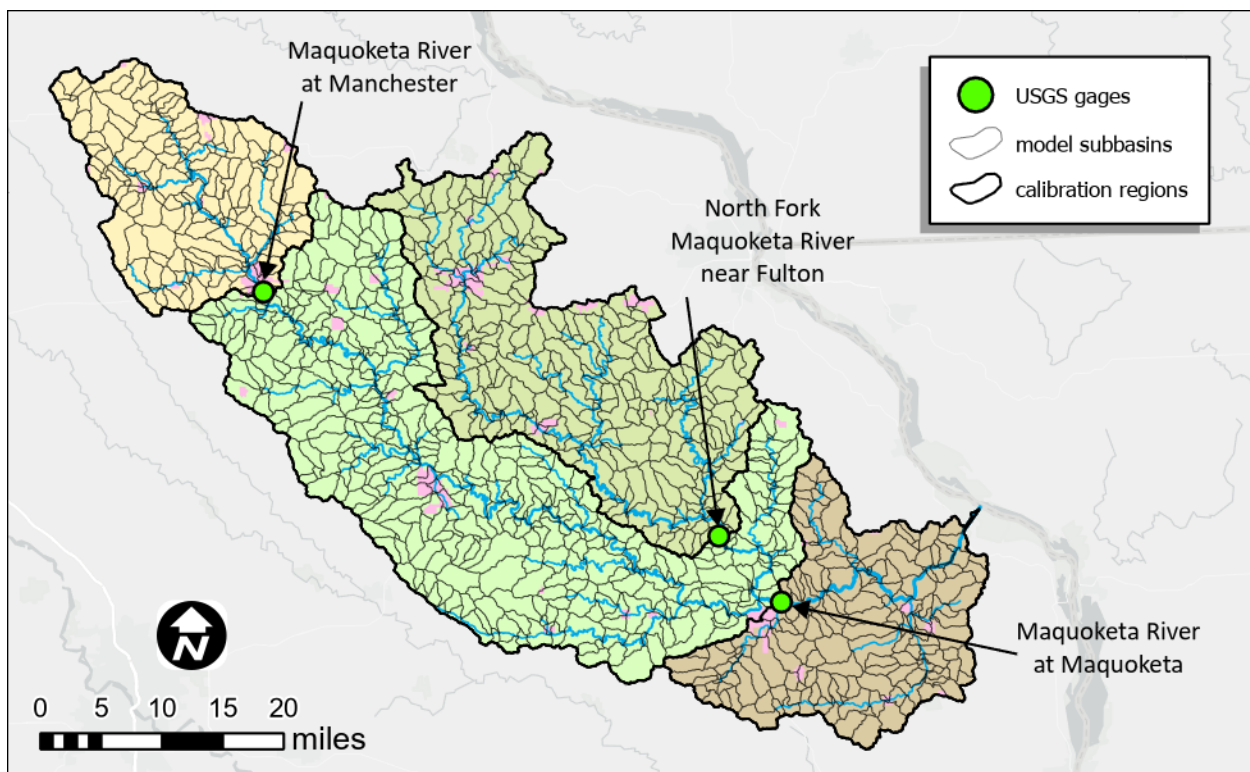 Maquoketa River
at Manchester
USGS gages
model subbasins
calibration regions
North Fork
Maquoketa River
near Fulton
Maquoketa River
at Maquoketa
N
0 5 10 15 20
miles